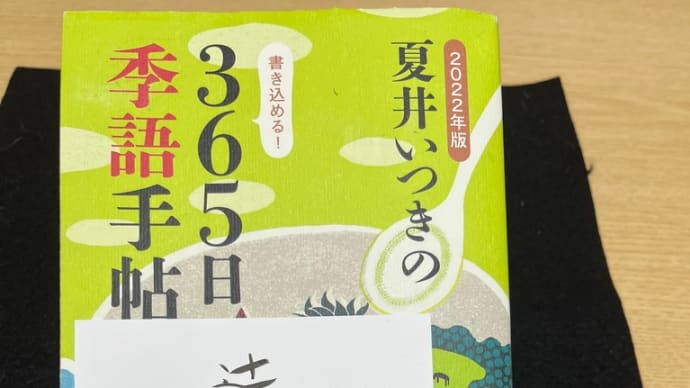 2022年版
夏井いつきの
書き込める!
365日
季語手帖